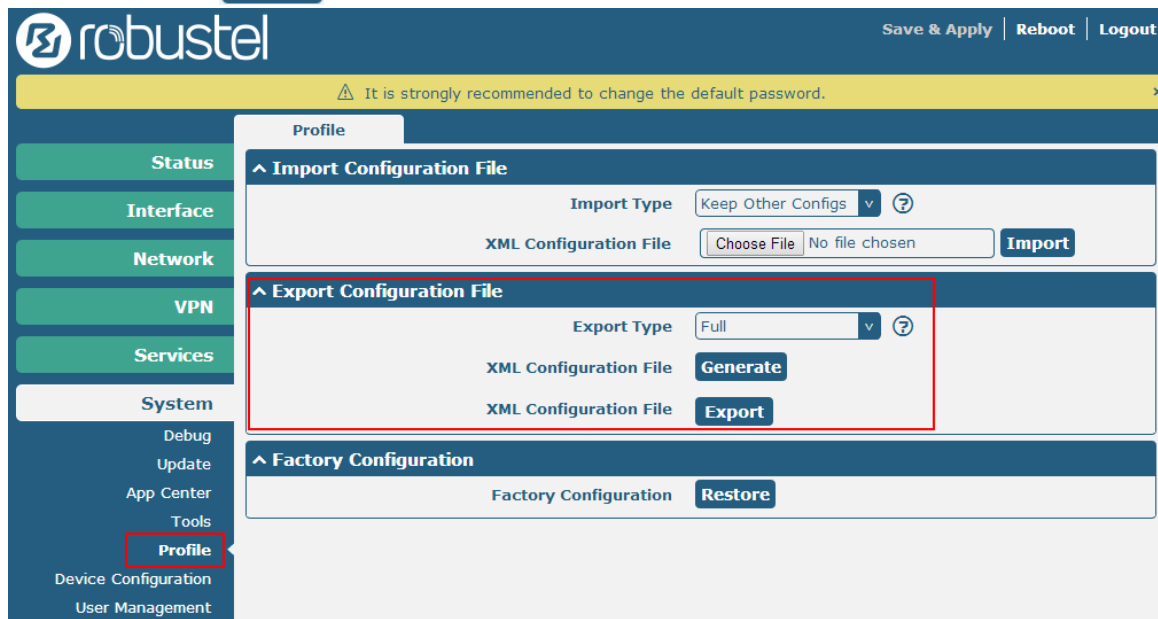 robustel
Save & Apply | Reboot | Logout
⚠ It is strongly recommended to change the default password.
Profile
Status
Interface
Network
VPN
Services
System
Debug
Update
App Center
Tools
Profile
Device Configuration
User Management
^ Import Configuration File
Import Type Keep Other Configs v ?
XML Configuration File Choose File No file chosen Import
^ Export Configuration File
Export Type Full v ?
XML Configuration File Generate
XML Configuration File Export
^ Factory Configuration
Factory Configuration Restore